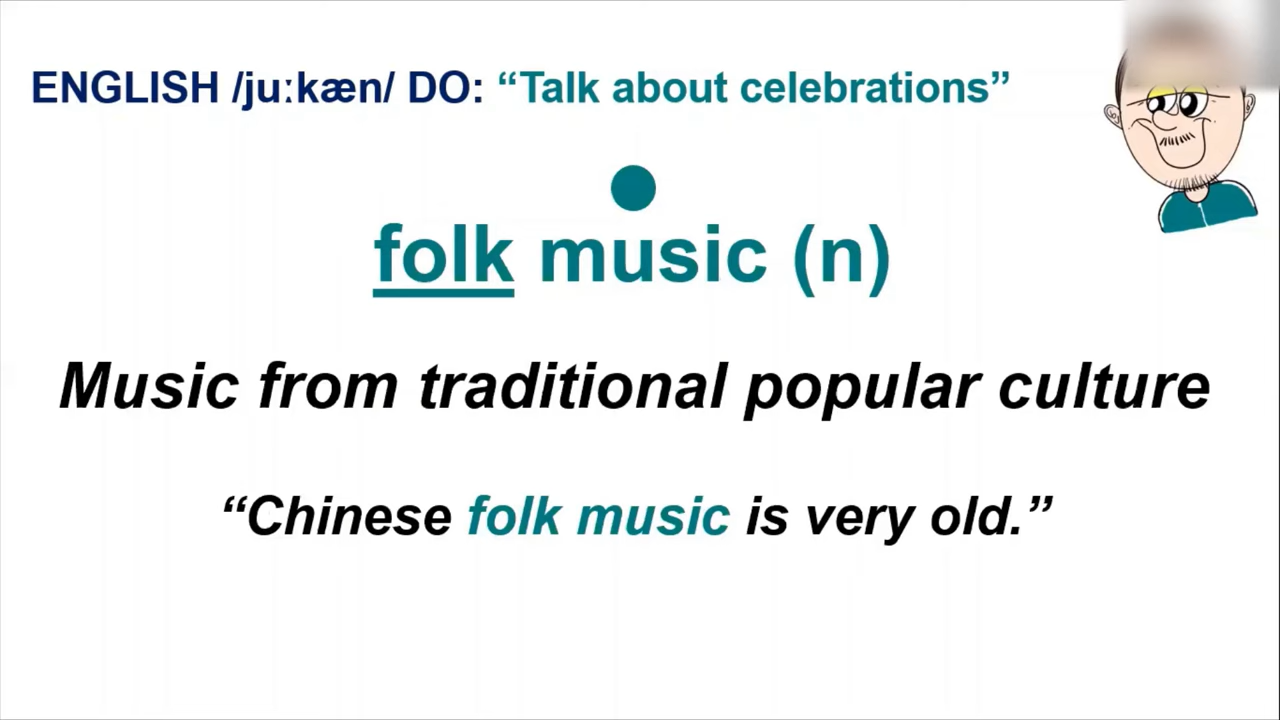 ENGLISH /juːkæn/ DO: “Talk about celebrations”
folk music (n)
Music from traditional popular culture
“Chinese folk music is very old.”